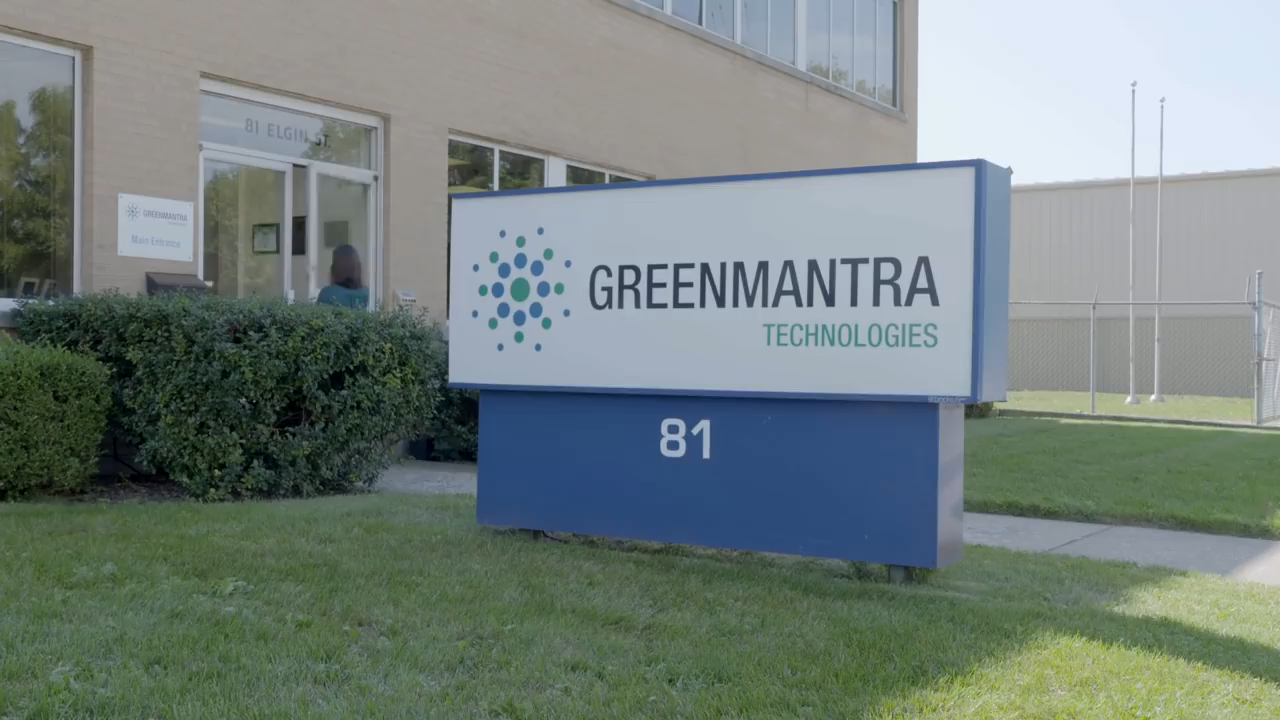 81 ELGIN ST.
GREENMANTRA
Main Entrance
GREENMANTRA
TECHNOLOGIES
81